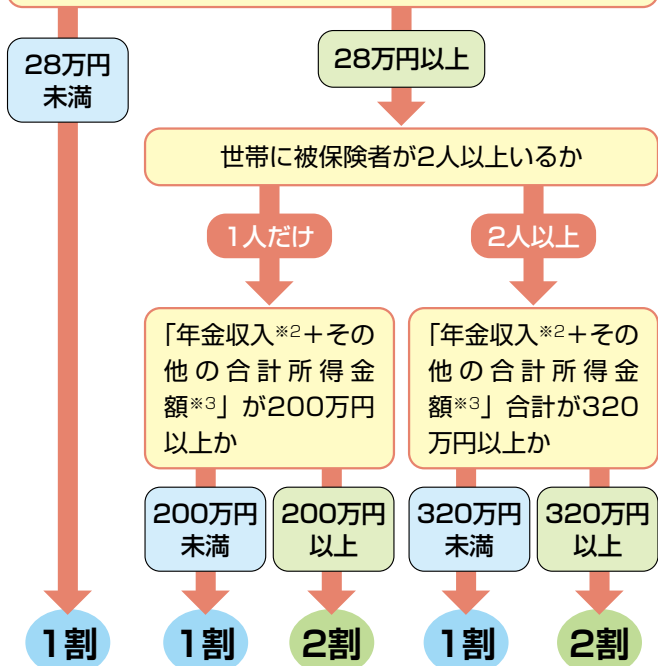 28万円
未満
28万円以上
世帯に被保険者が2人以上いるか
1人だけ
2人以上
「年金収入※2+その
他の合計所得金
額※3」が200万円
以上か
「年金収入※2+その
他の合計所得金
額※3」合計が320
万円以上か
200万円
未満
200万円
以上
320万円
未満
320万円
以上
1割
1割
2割
1割
2割